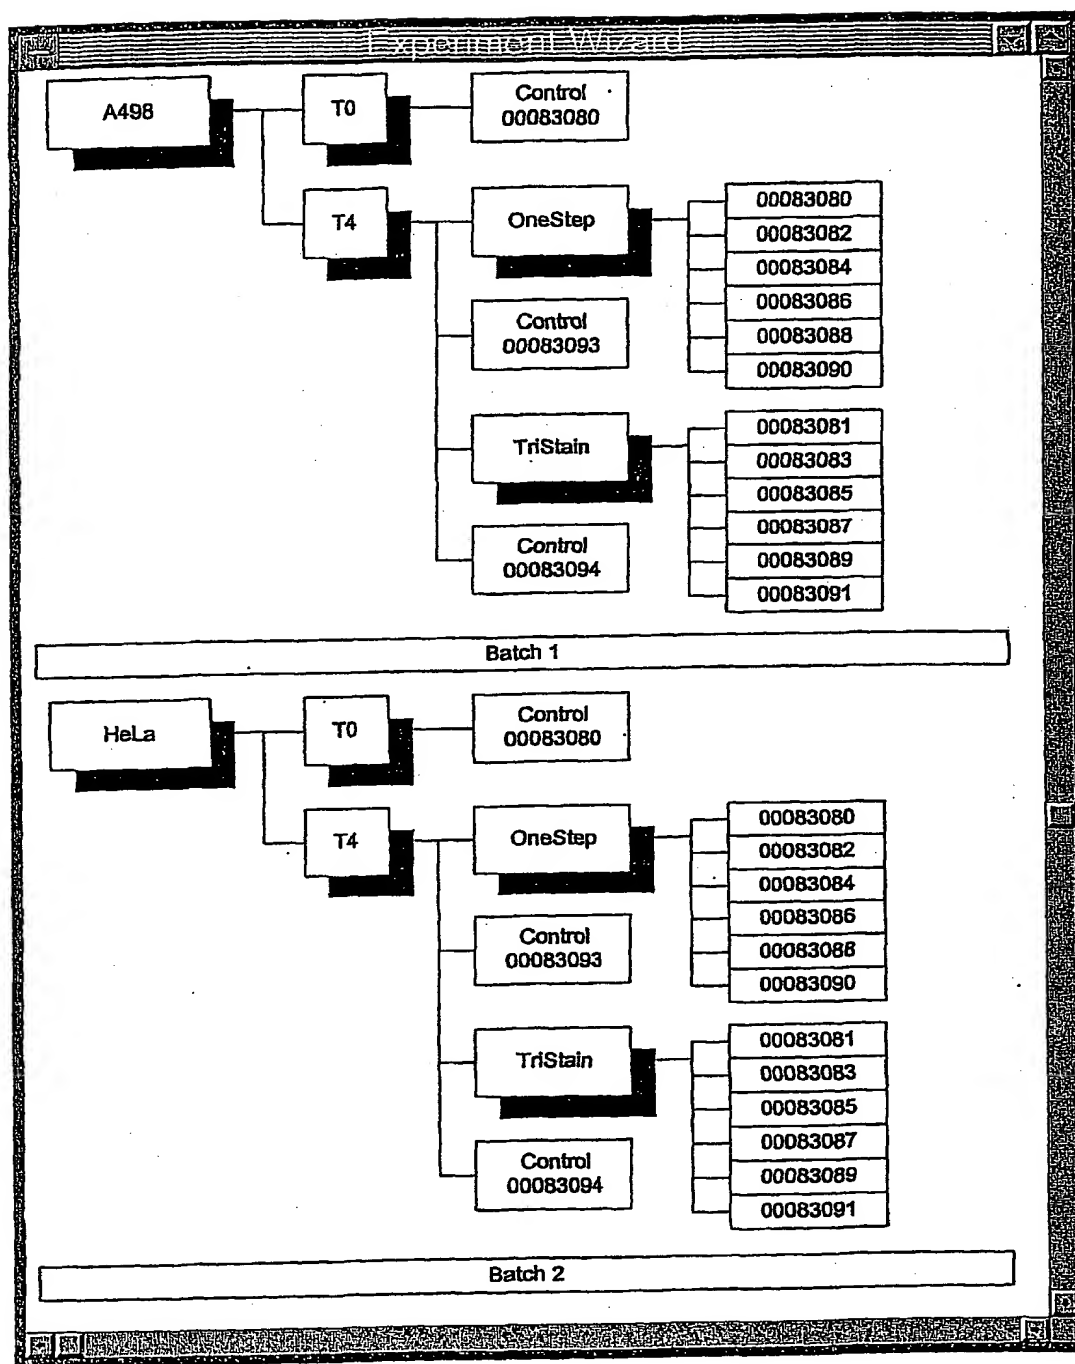 Experiment Wizard
A498
T0
Control
00083080
T4
OneStep
00083080
00083082
00083084
00083086
00083088
00083090
Control
00083093
TriStain
00083081
00083083
00083085
00083087
00083089
00083091
Control
00083094
Batch 1
HeLa
T0
Control
00083080
T4
OneStep
00083080
00083082
00083084
00083086
00083088
00083090
Control
00083093
TriStain
00083081
00083083
00083085
00083087
00083089
00083091
Control
00083094
Batch 2